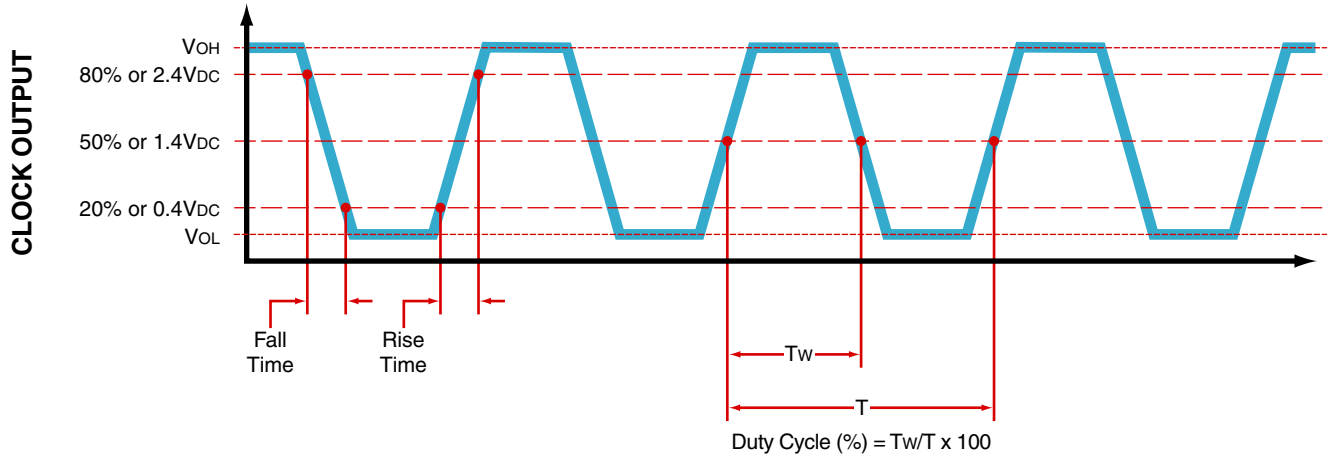 CLOCK OUTPUT
VOH
80% or 2.4VDC
50% or 1.4VDC
20% or 0.4VDC
VOL
Fall
Time
Rise
Time
TW
T
Duty Cycle (%) = TW/T x 100